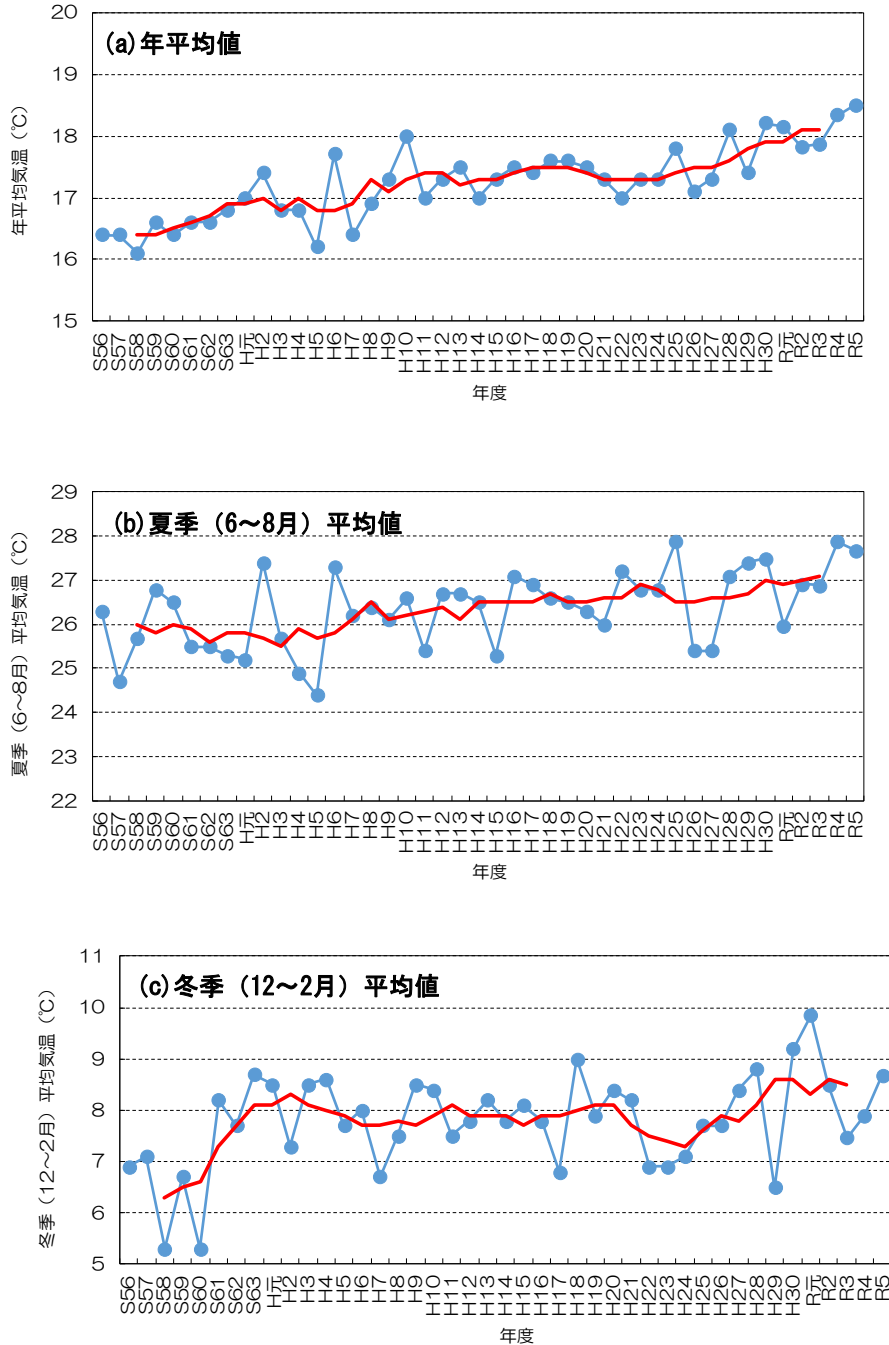 (a)年平均値
年平均気温（℃）
20
19
18
17
16
15
S56 S57 S58 S59 S60 S61 S62 S63 H元 H2 H3 H4 H5 H6 H7 H8 H9 H10 H11 H12 H13 H14 H15 H16 H17 H18 H19 H20 H21 H22 H23 H24 H25 H26 H27 H28 H29 H30 R元 R2 R3 R4 R5
年度
(b)夏季（6～8月）平均値
夏季（6～8月）平均気温（℃）
29
28
27
26
25
24
23
22
S56 S57 S58 S59 S60 S61 S62 S63 H元 H2 H3 H4 H5 H6 H7 H8 H9 H10 H11 H12 H13 H14 H15 H16 H17 H18 H19 H20 H21 H22 H23 H24 H25 H26 H27 H28 H29 H30 R元 R2 R3 R4 R5
年度
(c)冬季（12～2月）平均値
冬季（12～2月）平均気温（℃）
11
10
9
8
7
6
5
S56 S57 S58 S59 S60 S61 S62 S63 H元 H2 H3 H4 H5 H6 H7 H8 H9 H10 H11 H12 H13 H14 H15 H16 H17 H18 H19 H20 H21 H22 H23 H24 H25 H26 H27 H28 H29 H30 R元 R2 R3 R4 R5
年度